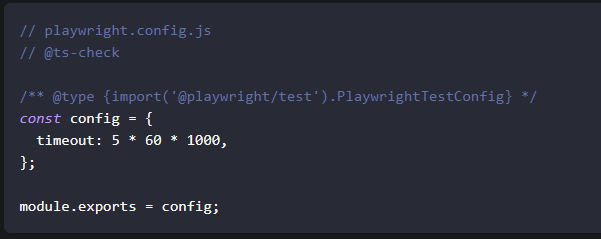 // playwright.config.js
// @ts-check

/** @type {import('@playwright/test').PlaywrightTestConfig} */
const config = {
  timeout: 5 * 60 * 1000,
};

module.exports = config;